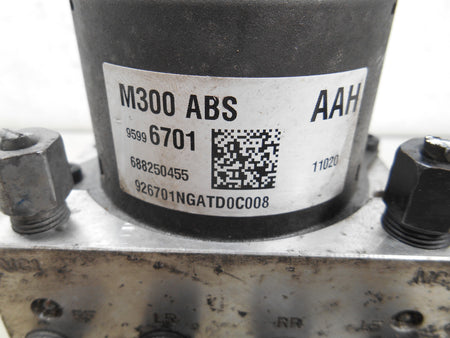 M300 ABS AAH
9599 6701
688250455 11020
926701NGATD0C008
LR RR